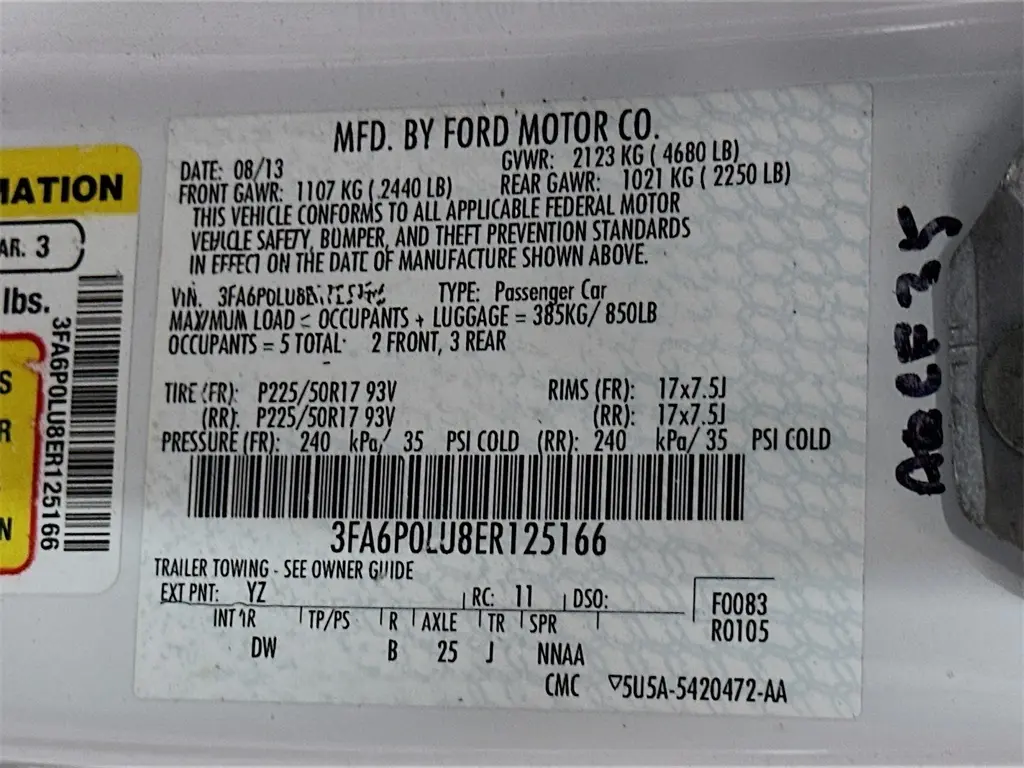 MATION
AR. 3
lbs.
S
R
N
3FA6P0LU8ER125166
MFD. BY FORD MOTOR CO.
DATE: 08/13 GVWR: 2123 KG ( 4680 LB)
FRONT GAWR: 1107 KG ( 2440 LB) REAR GAWR: 1021 KG ( 2250 LB)
THIS VEHICLE CONFORMS TO ALL APPLICABLE FEDERAL MOTOR
VEHICLE SAFETY, BUMPER, AND THEFT PREVENTION STANDARDS
IN EFFECT ON THE DATE OF MANUFACTURE SHOWN ABOVE.
VIN. TYPE: Passenger Car
MAXIMUM LOAD ≤ OCCUPANTS + LUGGAGE = 385KG/ 850LB
OCCUPANTS = 5 TOTAL 2 FRONT, 3 REAR
TIRE (FR): P225/50R17 93V RIMS (FR): 17x7.5J
(RR): P225/50R17 93V (RR): 17x7.5J
PRESSURE (FR): 240 kPa/ 35 PSI COLD (RR): 240 kPa/ 35 PSI COLD
3FA6P0LU8ER125166
TRAILER TOWING - SEE OWNER GUIDE
EXT PNT: YZ RC: 11 DSO:
INT TR TP/PS R AXLE TR SPR
DW B 25 J NNAA
F0083
R0105
CMC ▽5U5A-5420472-AA